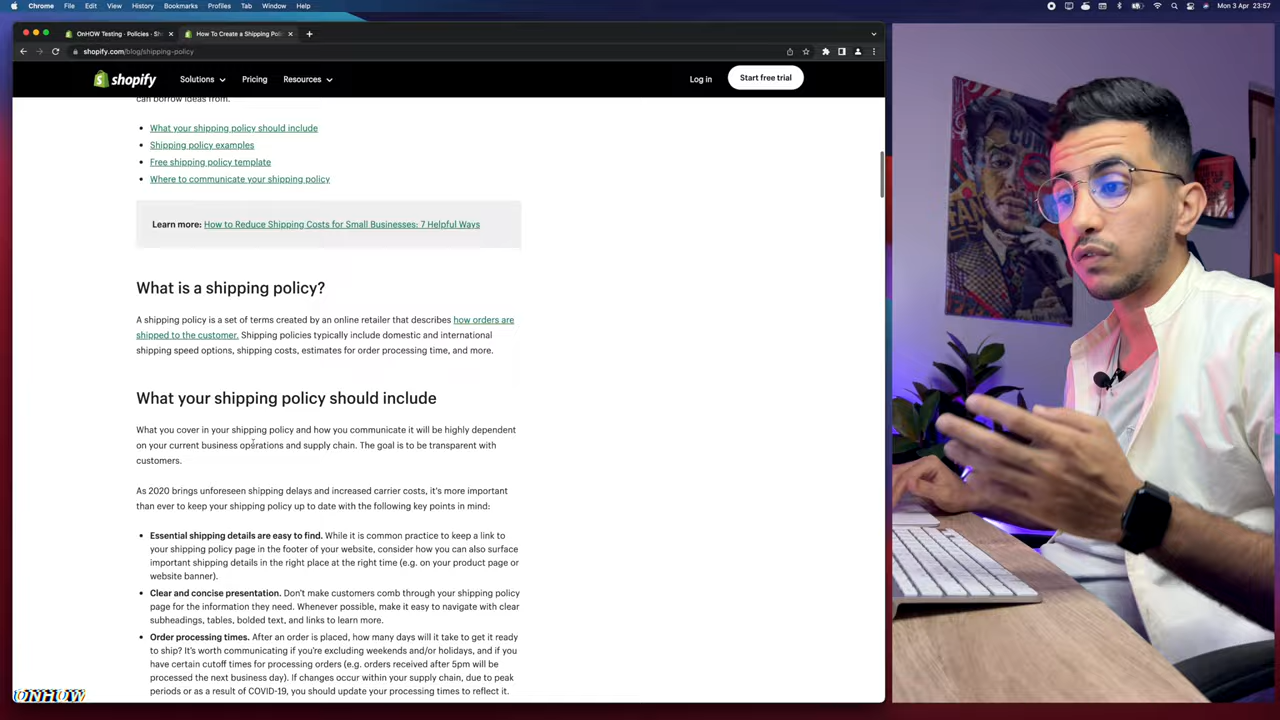 Chrome File Edit View History Bookmarks Profiles Tab Window Help Mon 3 Apr 23:57
OnHOW Testing · Policies · Sh How To Create a Shipping Poli
shopify.com/blog/shipping-policy
shopify Solutions Pricing Resources Log in Start free trial
can borrow ideas from.
What your shipping policy should include
Shipping policy examples
Free shipping policy template
Where to communicate your shipping policy
Learn more: How to Reduce Shipping Costs for Small Businesses: 7 Helpful Ways
What is a shipping policy?
A shipping policy is a set of terms created by an online retailer that describes how orders are
shipped to the customer. Shipping policies typically include domestic and international
shipping speed options, shipping costs, estimates for order processing time, and more.
What your shipping policy should include
What you cover in your shipping policy and how you communicate it will be highly dependent
on your current business operations and supply chain. The goal is to be transparent with
customers.
As 2020 brings unforeseen shipping delays and increased carrier costs, it's more important
than ever to keep your shipping policy up to date with the following key points in mind:
Essential shipping details are easy to find. While it is common practice to keep a link to
your shipping policy page in the footer of your website, consider how you can also surface
important shipping details in the right place at the right time (e.g. on your product page or
website banner).
Clear and concise presentation. Don't make customers comb through your shipping policy
page for the information they need. Whenever possible, make it easy to navigate with clear
subheadings, tables, bolded text, and links to learn more.
Order processing times. After an order is placed, how many days will it take to get it ready
to ship? It's worth communicating if you're excluding weekends and/or holidays, and if you
have certain cutoff times for processing orders (e.g. orders received after 5pm will be
processed the next business day). If changes occur within your supply chain, due to peak
periods or as a result of COVID-19, you should update your processing times to reflect it.
ONHOW